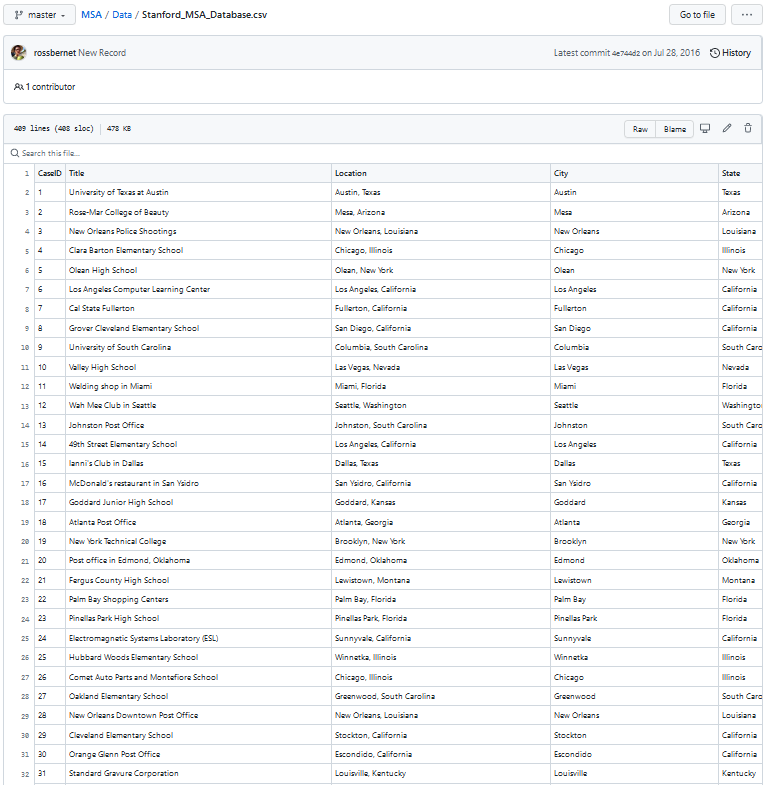 master MSA / Data / Stanford_MSA_Database.csv Go to file ...
rossbernet New Record Latest commit 4e744d2 on Jul 28, 2016 History
1 contributor
409 lines (408 sloc) 478 KB Raw Blame
Search this file…
1 CaseID Title Location City State
2 1 University of Texas at Austin Austin, Texas Austin Texas
3 2 Rose-Mar College of Beauty Mesa, Arizona Mesa Arizona
4 3 New Orleans Police Shootings New Orleans, Louisiana New Orleans Louisiana
5 4 Clara Barton Elementary School Chicago, Illinois Chicago Illinois
6 5 Olean High School Olean, New York Olean New York
7 6 Los Angeles Computer Learning Center Los Angeles, California Los Angeles California
8 7 Cal State Fullerton Fullerton, California Fullerton California
9 8 Grover Cleveland Elementary School San Diego, California San Diego California
10 9 University of South Carolina Columbia, South Carolina Columbia South Caro
11 10 Valley High School Las Vegas, Nevada Las Vegas Nevada
12 11 Welding shop in Miami Miami, Florida Miami Florida
13 12 Wah Mee Club in Seattle Seattle, Washington Seattle Washingto
14 13 Johnston Post Office Johnston, South Carolina Johnston South Caro
15 14 49th Street Elementary School Los Angeles, California Los Angeles California
16 15 Ianni's Club in Dallas Dallas, Texas Dallas Texas
17 16 McDonald's restaurant in San Ysidro San Ysidro, California San Ysidro California
18 17 Goddard Junior High School Goddard, Kansas Goddard Kansas
19 18 Atlanta Post Office Atlanta, Georgia Atlanta Georgia
20 19 New York Technical College Brooklyn, New York Brooklyn New York
21 20 Post office in Edmond, Oklahoma Edmond, Oklahoma Edmond Oklahoma
22 21 Fergus County High School Lewistown, Montana Lewistown Montana
23 22 Palm Bay Shopping Centers Palm Bay, Florida Palm Bay Florida
24 23 Pinellas Park High School Pinellas Park, Florida Pinellas Park Florida
25 24 Electromagnetic Systems Laboratory (ESL) Sunnyvale, California Sunnyvale California
26 25 Hubbard Woods Elementary School Winnetka, Illinois Winnetka Illinois
27 26 Comet Auto Parts and Montefiore School Chicago, Illinois Chicago Illinois
28 27 Oakland Elementary School Greenwood, South Carolina Greenwood South Caro
29 28 New Orleans Downtown Post Office New Orleans, Louisiana New Orleans Louisiana
30 29 Cleveland Elementary School Stockton, California Stockton California
31 30 Orange Glenn Post Office Escondido, California Escondido California
32 31 Standard Gravure Corporation Louisville, Kentucky Louisville Kentucky